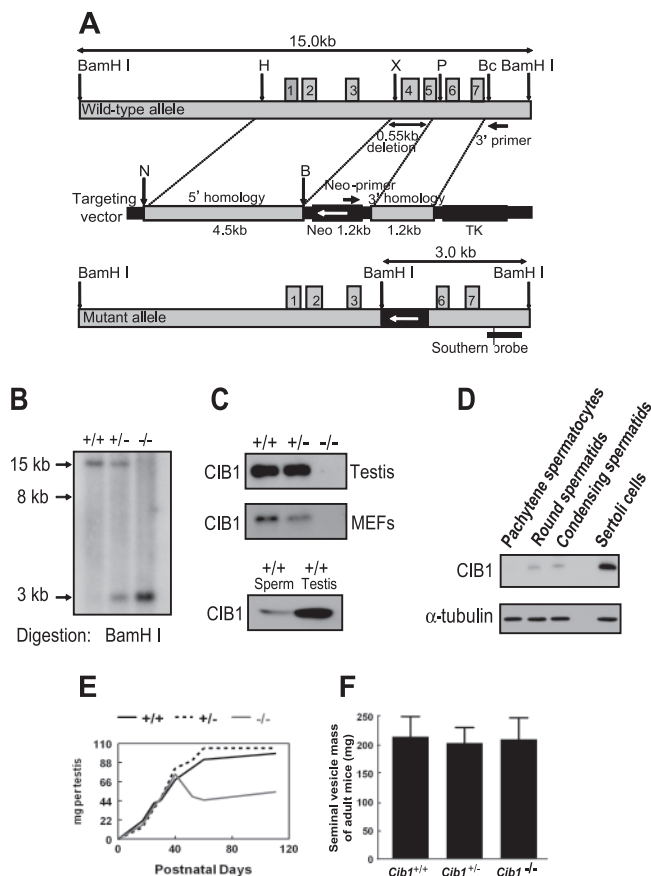 A
15.0kb
BamH I H X P Bc BamH I
1 2 3 4 5 6 7
Wild-type allele
0.55kb
deletion
3' primer
N B
Neo-primer
Targeting
vector
5' homology 3' homology
4.5kb Neo 1.2kb 1.2kb TK
3.0 kb
BamH I BamH I BamH I
1 2 3 6 7
Mutant allele
Southern probe
B
+/+ +/- -/-
15 kb
8 kb
3 kb
Digestion: BamH I
C
+/+ +/- -/-
CIB1 Testis
CIB1 MEFs
+/+ +/+
Sperm Testis
CIB1
D
Pachytene spermatocytes
Round spermatids
Condensing spermatids
Sertoli cells
CIB1
α-tubulin
E
+/+ +/- -/-
mg per testis
110
88
66
44
22
0
0 40 80 120
Postnatal Days
F
Seminal vesicle mass
of adult mice (mg)
250
200
150
100
50
0
Cib1+/+ Cib1+/- Cib1-/-